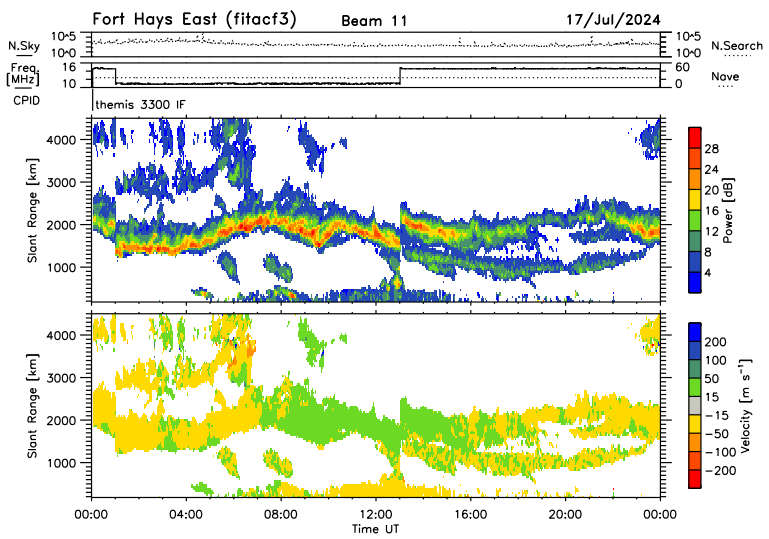 Fort Hays East (fitacf3) Beam 11 17/Jul/2024
N.Sky 10^5 10^0 10^5 10^0 N.Search
Freq. [MHz] 16 10 60 0 Nave
CPID themis 3300 IF
Slant Range [km] 4000 3000 2000 1000
Power [dB] 28 24 20 16 12 8 4
Slant Range [km] 4000 3000 2000 1000
Velocity [m s⁻¹] 200 100 50 15 −15 −50 −100 −200
00:00 04:00 08:00 12:00 16:00 20:00 00:00
Time UT